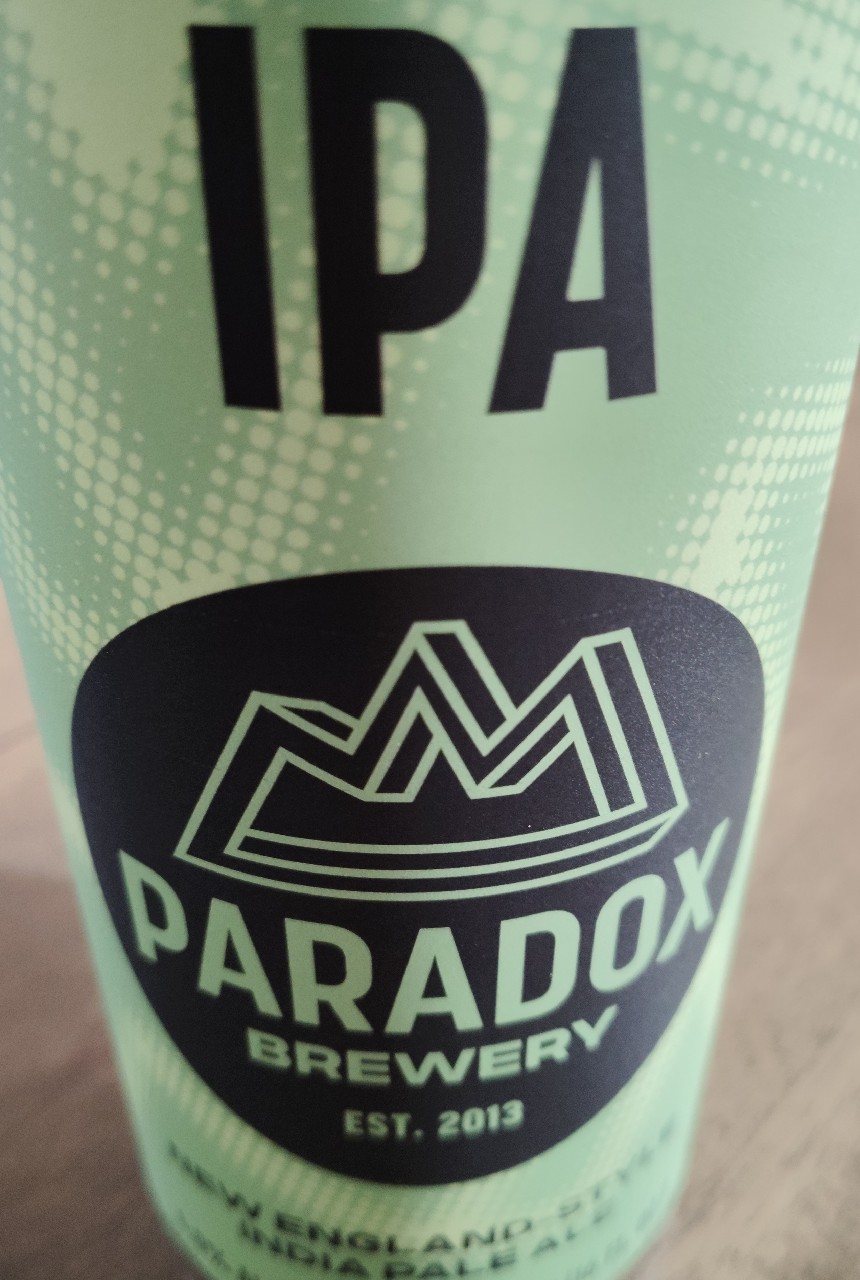 IPA
PARADOX
BREWERY
EST. 2013
NEW ENGLAND-STYLE
INDIA PALE ALE